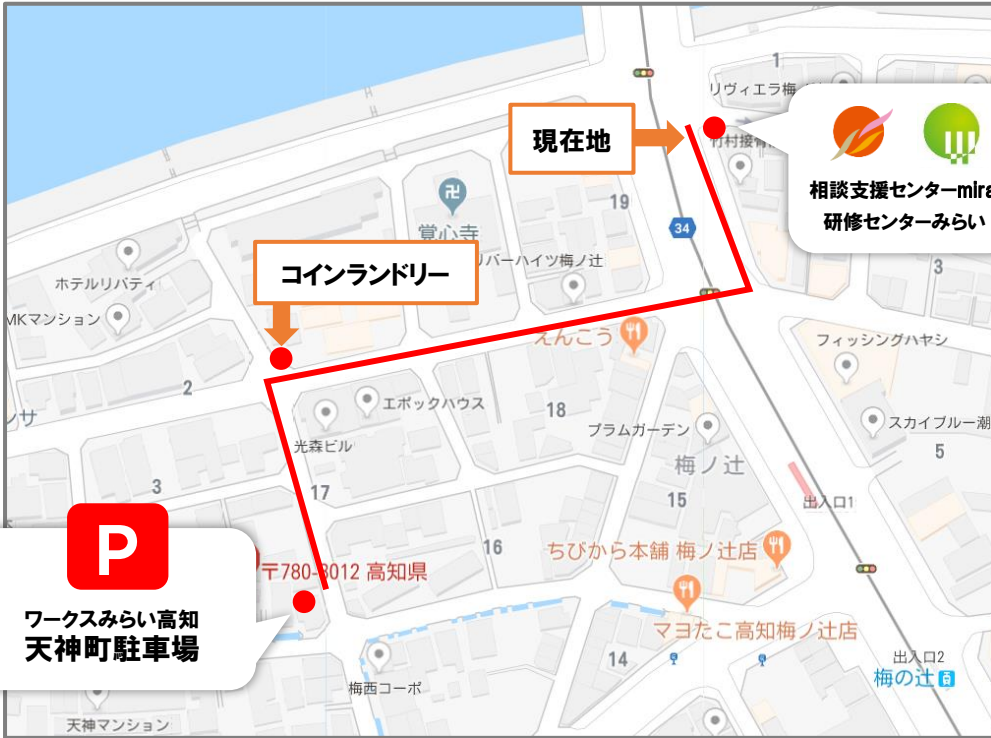 1
リヴィエラ梅
現在地
竹村接骨
相談支援センターmira
研修センターみらい
19
34
覚心寺
リバーハイツ梅ノ辻
コインランドリー
ホテルリバティ
MKマンション
3
えんこう
フィッシングハヤシ
2
エポックハウス
18
プラムガーデン
スカイブルー潮
ンサ
光森ビル
梅ノ辻
5
3
17
15
出入口1
P
16
ちびから本舗 梅ノ辻店
〒780-8012 高知県
ワークスみらい高知
天神町駐車場
マヨたこ高知梅ノ辻店
14
出入口2
梅の辻
梅西コーポ
天神マンション